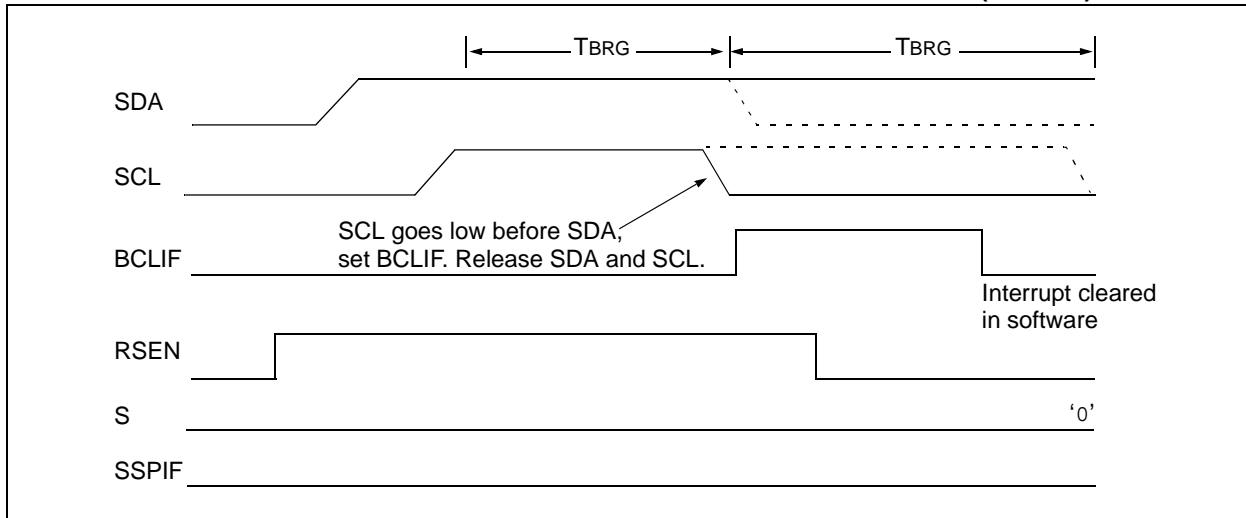 TBRG TBRG
SDA
SCL
SCL goes low before SDA,
set BCLIF. Release SDA and SCL.
BCLIF
Interrupt cleared
in software
RSEN
S
‘0’
SSPIF